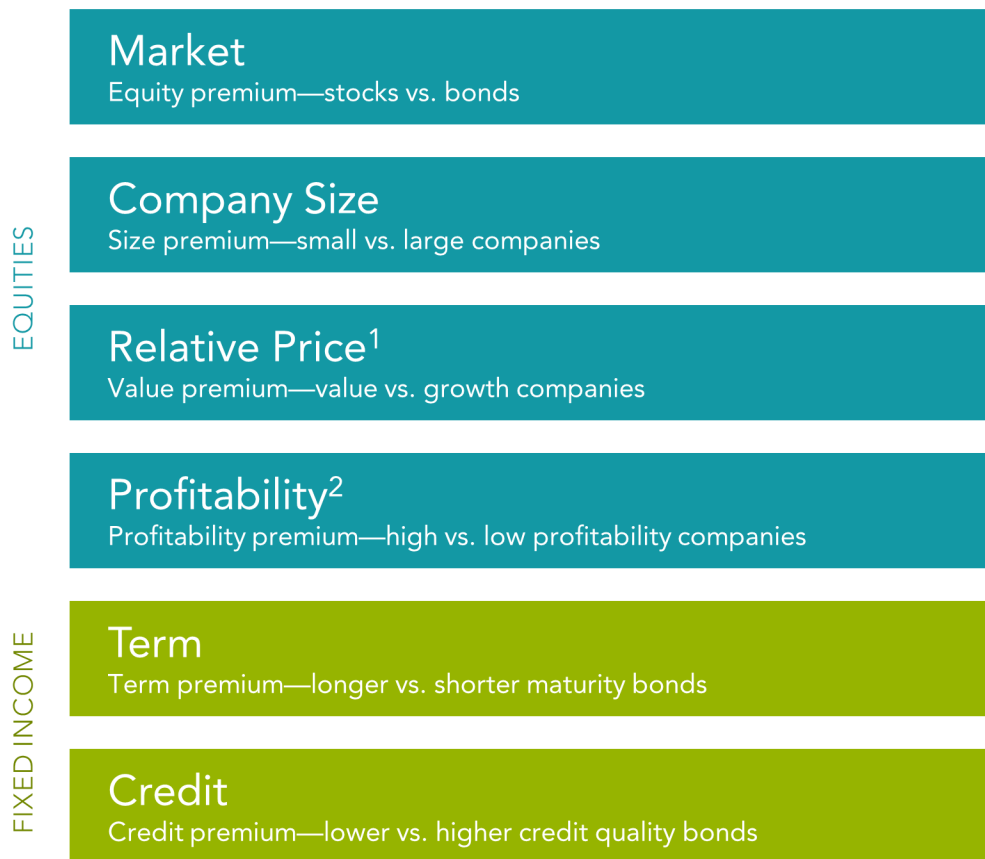 EQUITIES
Market
Equity premium—stocks vs. bonds
Company Size
Size premium—small vs. large companies
Relative Price¹
Value premium—value vs. growth companies
Profitability²
Profitability premium—high vs. low profitability companies
FIXED INCOME
Term
Term premium—longer vs. shorter maturity bonds
Credit
Credit premium—lower vs. higher credit quality bonds